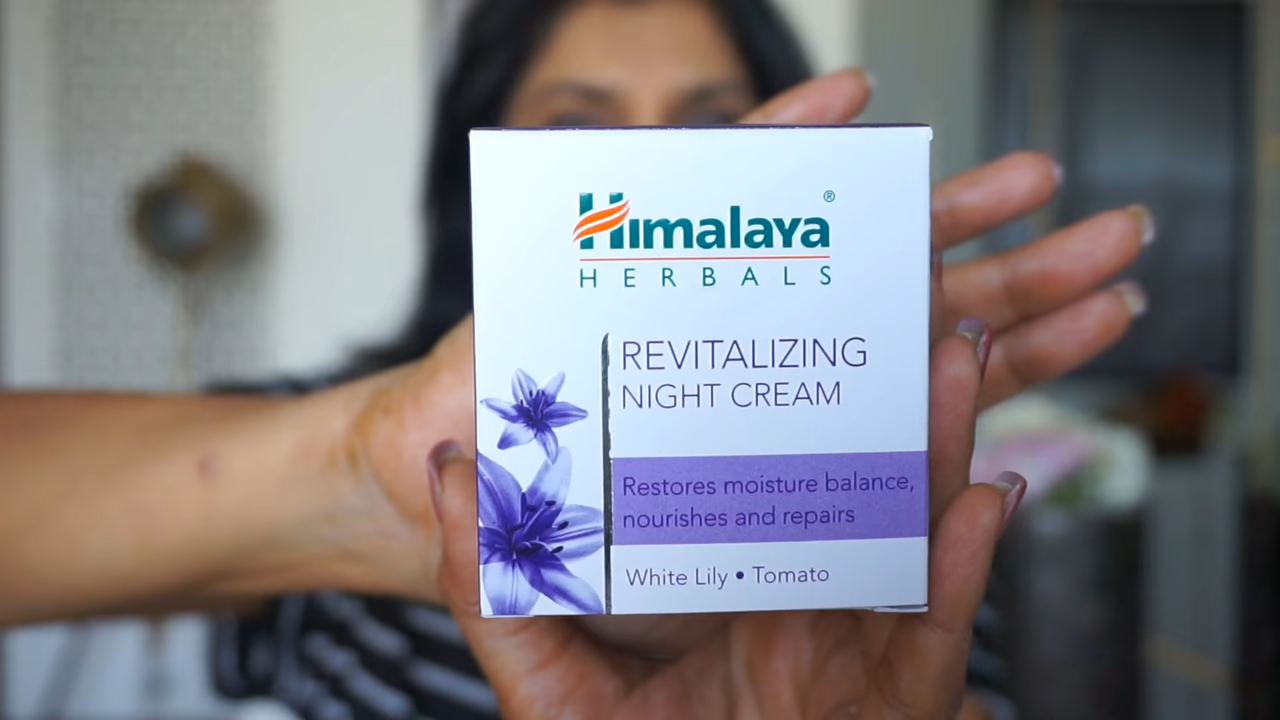 Himalaya®
HERBALS
REVITALIZING
NIGHT CREAM
Restores moisture balance,
nourishes and repairs
White Lily • Tomato